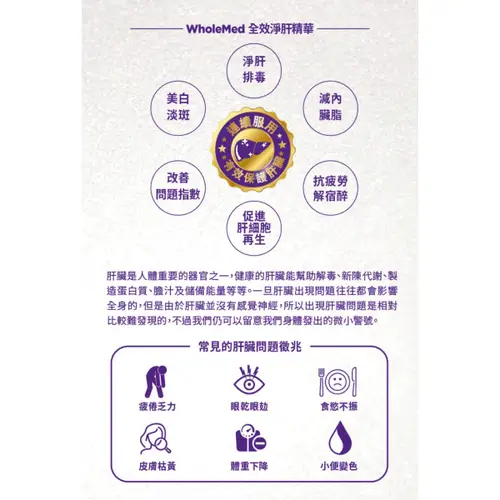 WholeMed 全效淨肝精華
淨肝
排毒
美白
淡斑
減內
臟脂
連續服用
有效保護肝臟
改善
問題指數
抗疲勞
解宿醉
促進
肝細胞
再生
肝臟是人體重要的器官之一，健康的肝臟能幫助解毒、新陳代謝、製
造蛋白質、膽汁及儲備能量等等。一旦肝臟出現問題往往都會影響
全身的，但是由於肝臟並沒有感覺神經，所以出現肝臟問題是相對
比較難發現的，不過我們仍可以留意我們身體發出的微小警號。
常見的肝臟問題徵兆
疲倦乏力
眼乾眼攰
食慾不振
皮膚枯黃
體重下降
小便變色